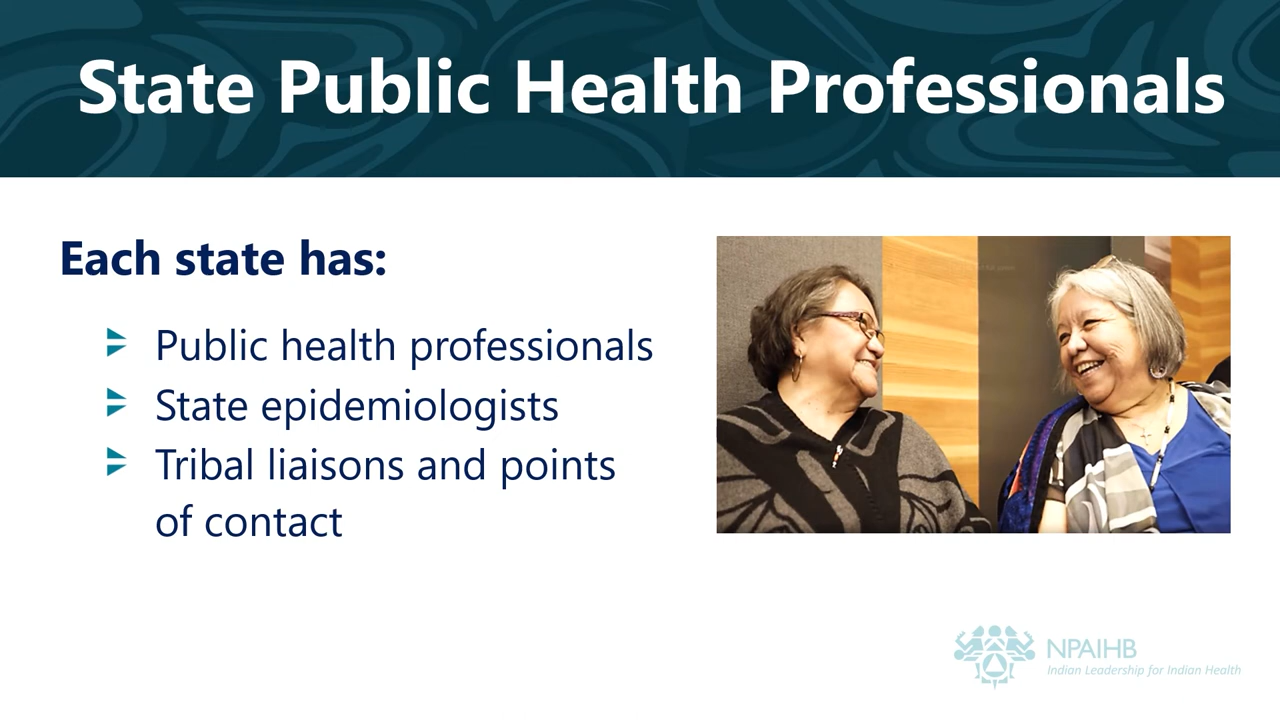 State Public Health Professionals
Each state has:
Public health professionals
State epidemiologists
Tribal liaisons and points
of contact
NPAIHB
Indian Leadership for Indian Health